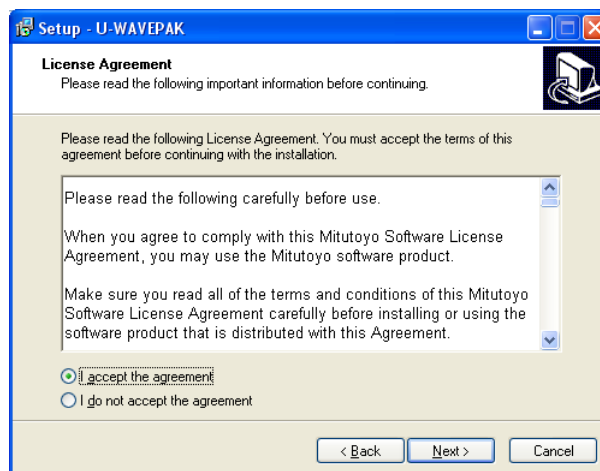 Setup - U-WAVEPAK
License Agreement
Please read the following important information before continuing.
Please read the following License Agreement. You must accept the terms of this
agreement before continuing with the installation.
Please read the following carefully before use.
When you agree to comply with this Mitutoyo Software License
Agreement, you may use the Mitutoyo software product.
Make sure you read all of the terms and conditions of this Mitutoyo
Software License Agreement carefully before installing or using the
software product that is distributed with this Agreement.
I accept the agreement
I do not accept the agreement
< Back Next > Cancel